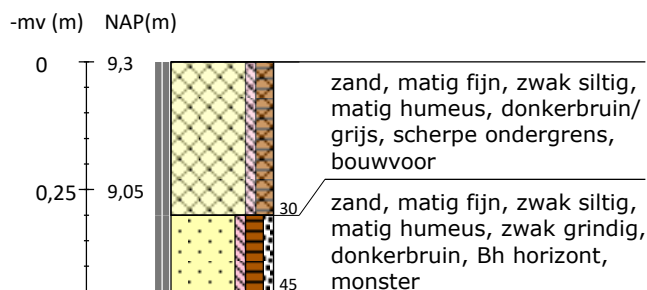 -mv (m) NAP(m)
0 9,3
zand, matig fijn, zwak siltig,
matig humeus, donkerbruin/
grijs, scherpe ondergrens,
bouwvoor
0,25 9,05
30
zand, matig fijn, zwak siltig,
matig humeus, zwak grindig,
donkerbruin, Bh horizont,
monster
45